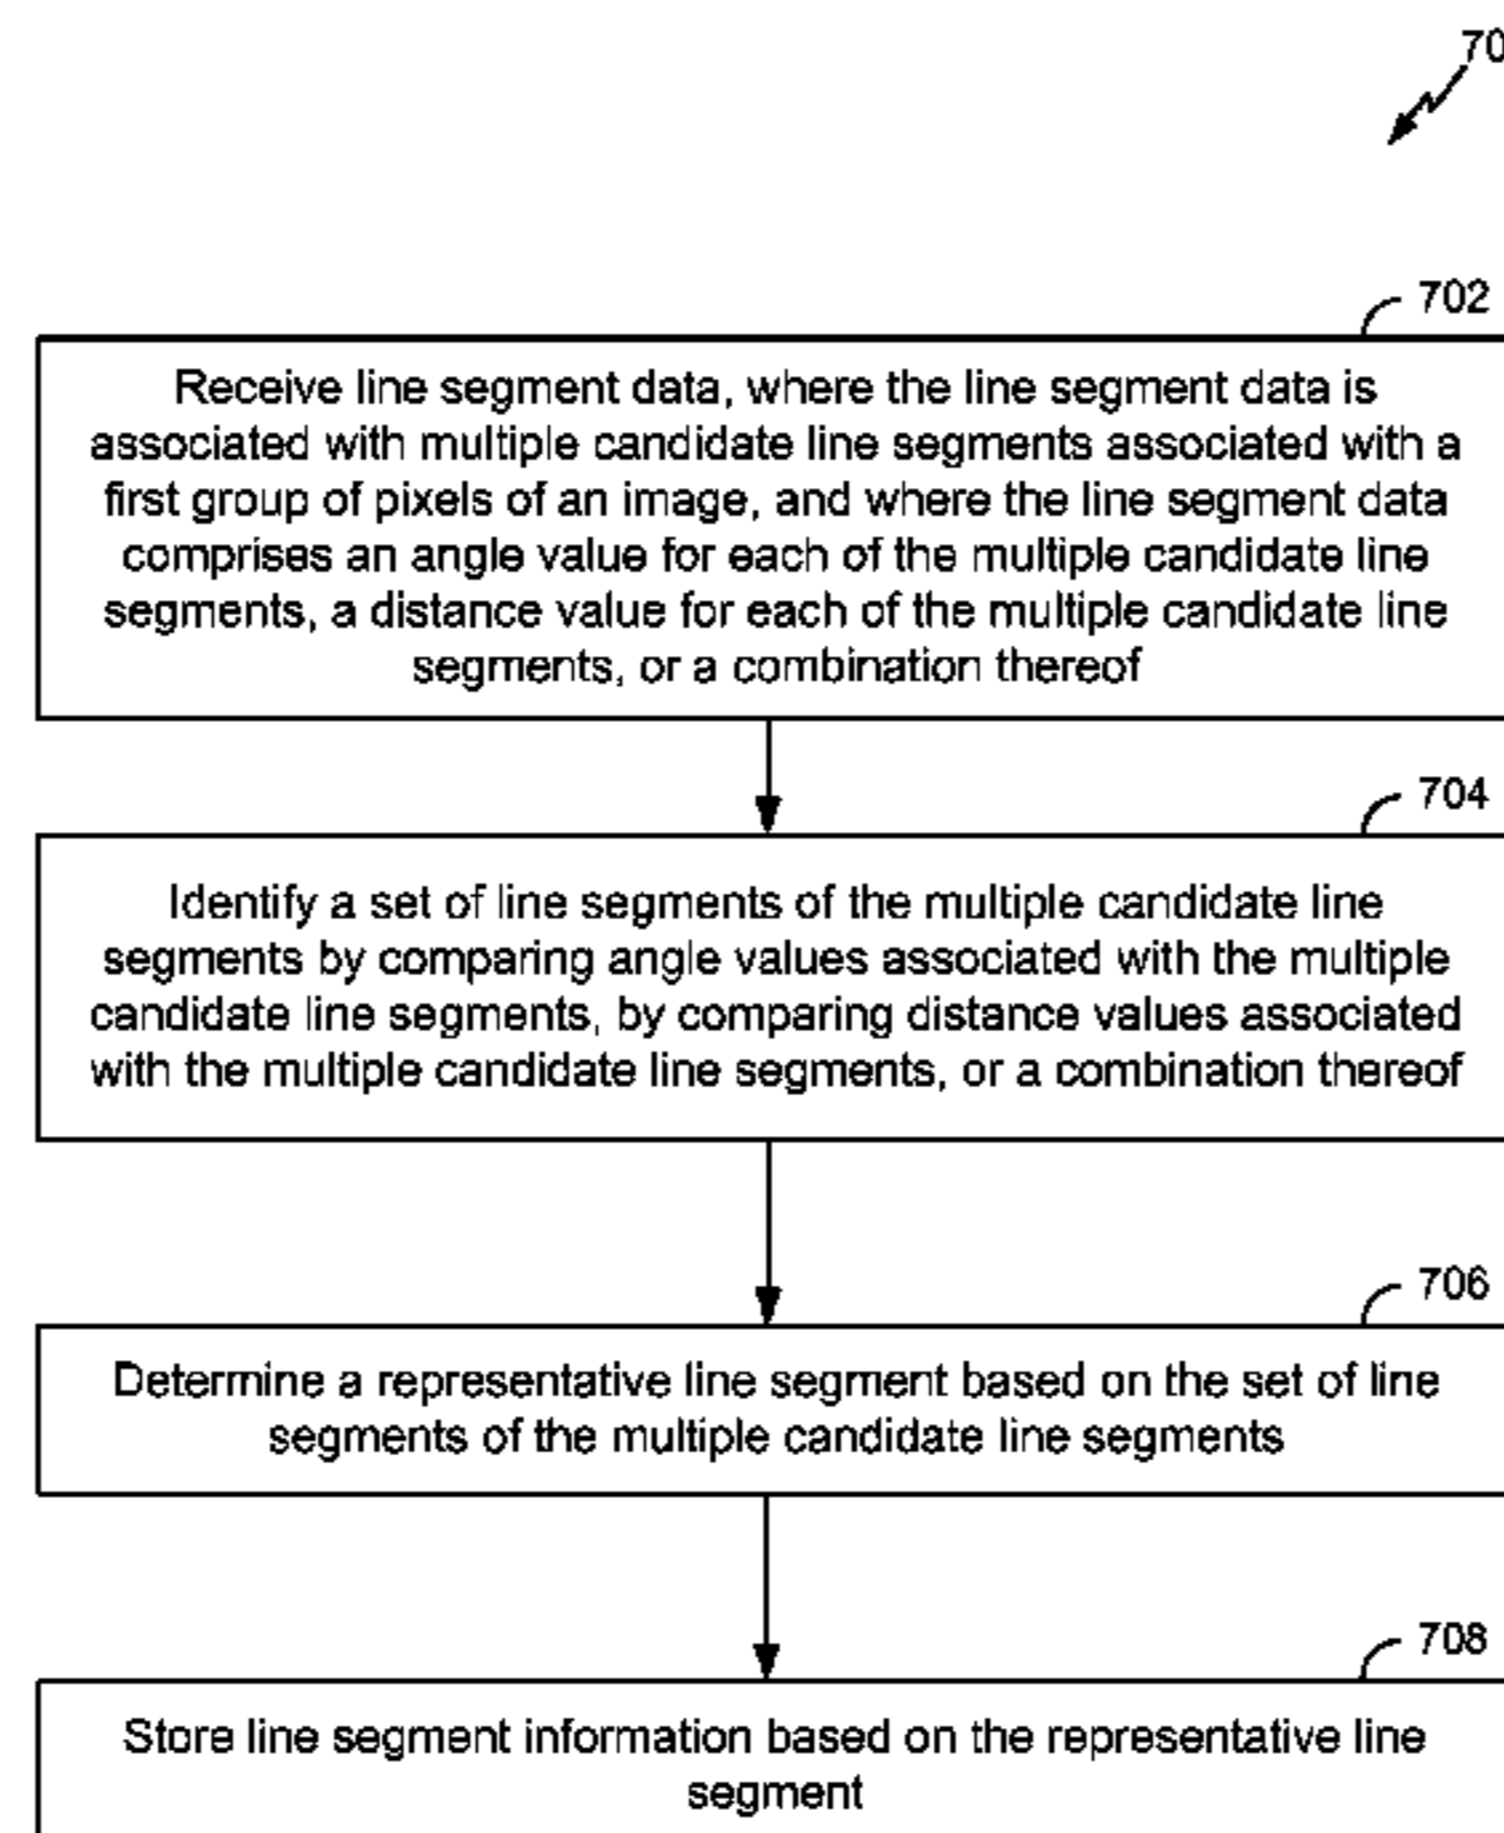 70
702
Receive line segment data, where the line segment data is
associated with multiple candidate line segments associated with a
first group of pixels of an image, and where the line segment data
comprises an angle value for each of the multiple candidate line
segments, a distance value for each of the multiple candidate line
segments, or a combination thereof
704
Identify a set of line segments of the multiple candidate line
segments by comparing angle values associated with the multiple
candidate line segments, by comparing distance values associated
with the multiple candidate line segments, or a combination thereof
706
Determine a representative line segment based on the set of line
segments of the multiple candidate line segments
708
Store line segment information based on the representative line
segment